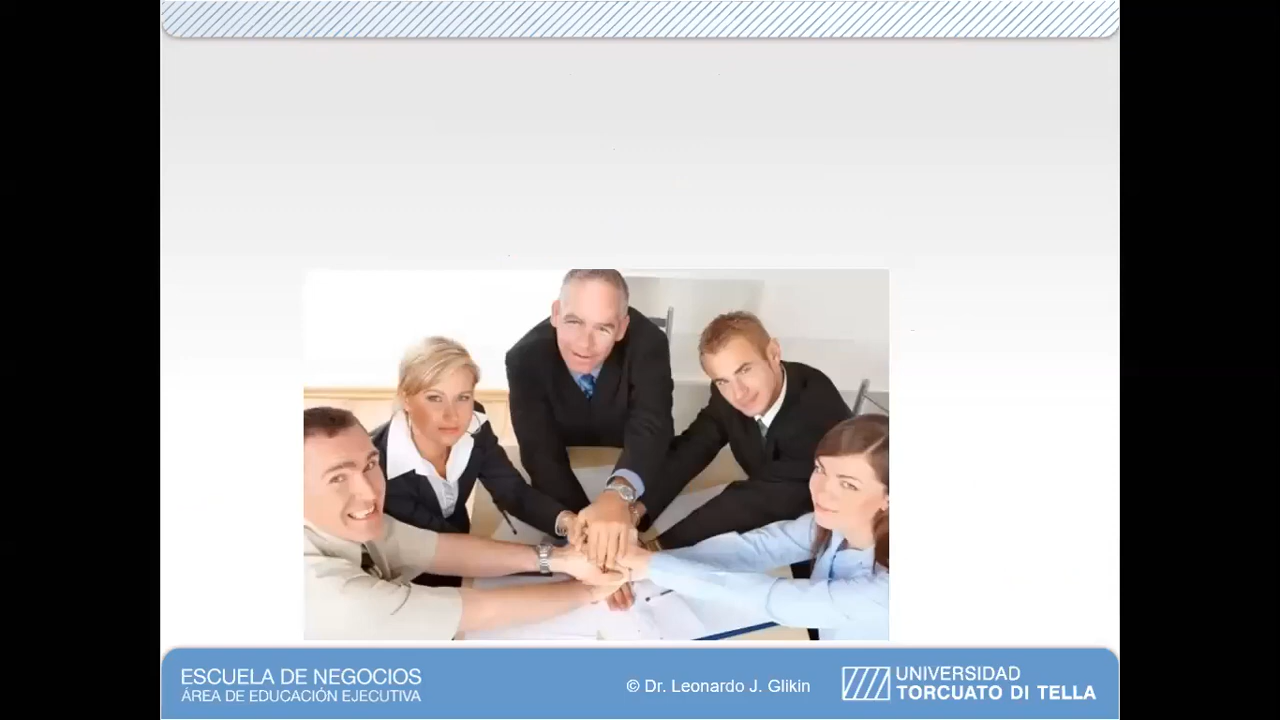 ESCUELA DE NEGOCIOS
ÁREA DE EDUCACIÓN EJECUTIVA
© Dr. Leonardo J. Glikin
UNIVERSIDAD
TORCUATO DI TELLA